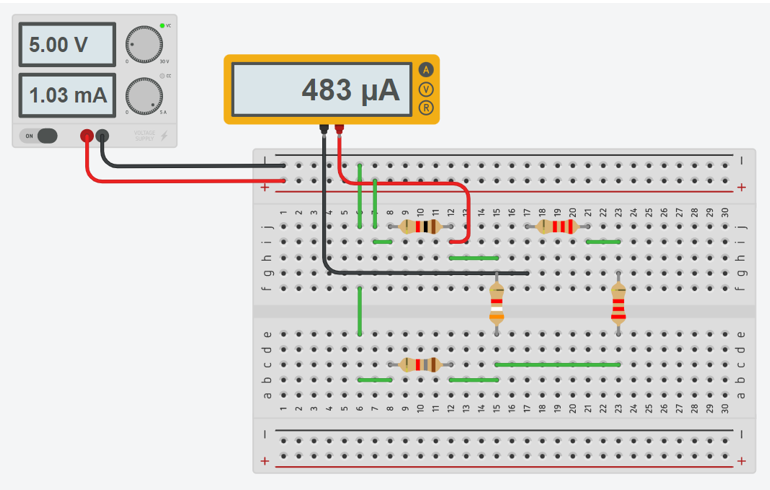 5.00 V
1.03 mA
0 30 V
0 5 A
ON
VOLTAGE
SUPPLY
483 µA
A
V
R
− −
+ +
1 2 3 4 5 6 7 8 9 10 11 12 13 14 15 16 17 18 19 20 21 22 23 24 25 26 27 28 29 30
j j
i i
h h
g g
f f
e e
d d
c c
b b
a a
1 2 3 4 5 6 7 8 9 10 11 12 13 14 15 16 17 18 19 20 21 22 23 24 25 26 27 28 29 30
− −
+ +